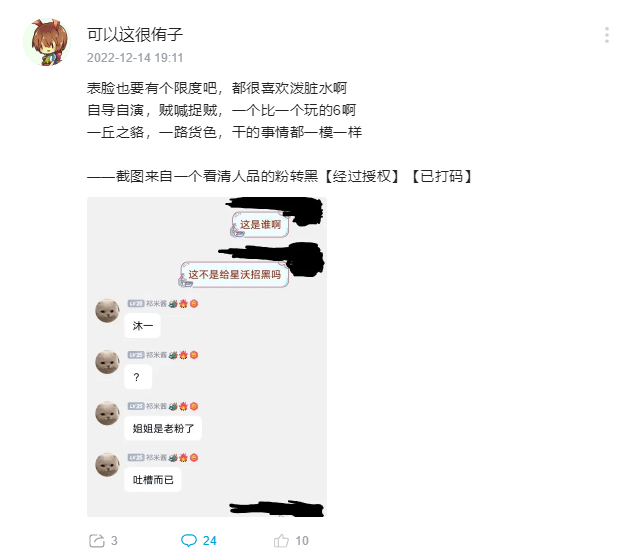 可以这很侑子
2022-12-14 19:11
表脸也要有个限度吧，都很喜欢泼脏水啊
自导自演，贼喊捉贼，一个比一个玩的6啊
一丘之貉，一路货色，干的事情都一模一样
——截图来自一个看清人品的粉转黑【经过授权】【已打码】
这是谁啊
这不是给星沃招黑吗
LV25 祁米酱
沐一
LV25 祁米酱
？
LV25 祁米酱
姐姐是老粉了
LV25 祁米酱
吐槽而已
3 24 10